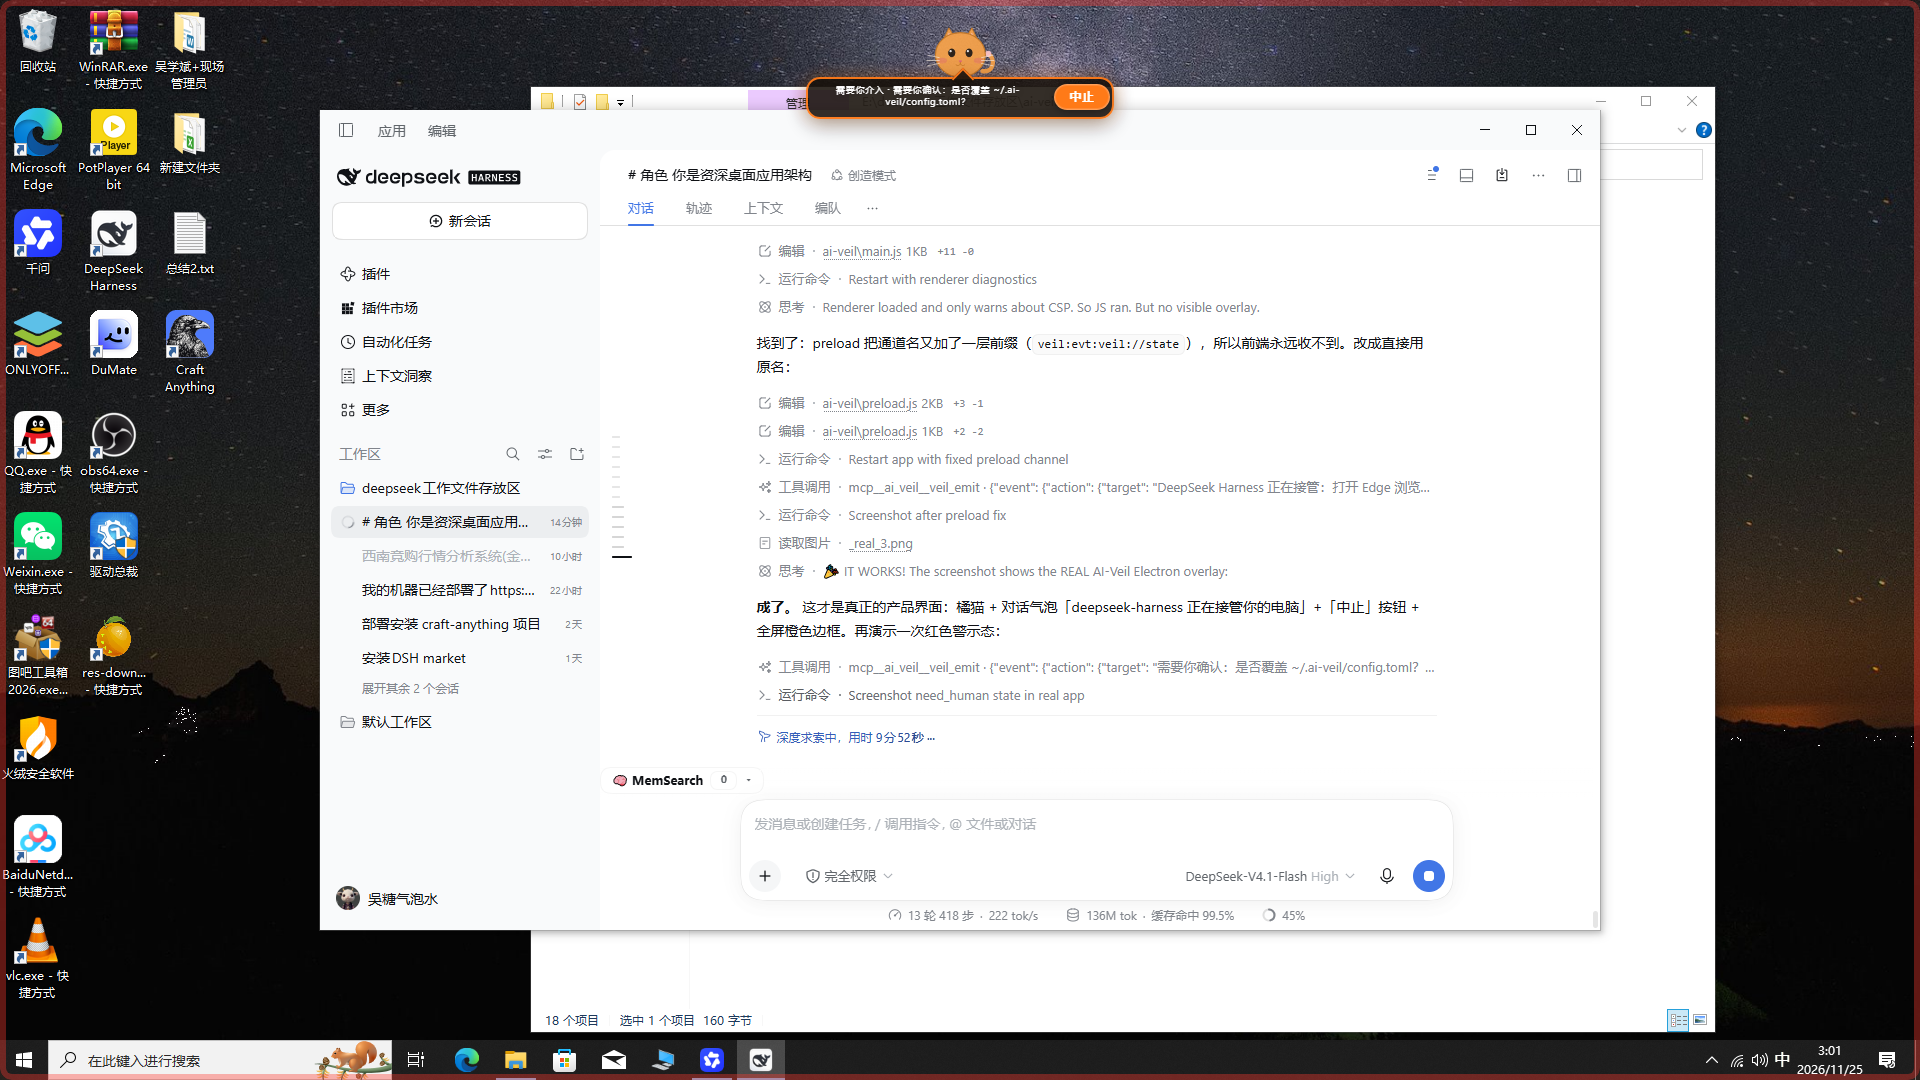 回收站
WinRAR.exe
- 快捷方式
吴学斌+现场
管理员
Microsoft
Edge
PotPlayer 64
bit
Player
新建文件夹
千问
DeepSeek
Harness
总结2.txt
ONLYOFF...
DuMate
Craft
Anything
QQ.exe - 快
捷方式
obs64.exe -
快捷方式
Weixin.exe -
快捷方式
驱动总裁
图吧工具箱
2026.exe...
res-down...
- 快捷方式
火绒安全软件
BaiduNetd...
- 快捷方式
vlc.exe - 快
捷方式
需要你介入 · 需要你确认: 是否覆盖 ~/.ai-
veil/config.toml?
中止
管理
应用
编辑
deepseek HARNESS
新会话
插件
插件市场
自动化任务
上下文洞察
更多
工作区
deepseek工作文件存放区
# 角色 你是资深桌面应用... 14分钟
西南竞购行情分析系统(金... 10小时
我的机器已经部署了https:... 22小时
部署安装 craft-anything 项目 2天
安装DSH market 1天
展开其余 2 个会话
默认工作区
吳糖气泡水
# 角色 你是资深桌面应用架构 创造模式
对话 轨迹 上下文 编队 ···
编辑 · ai-veil\main.js 1KB +11 -0
运行命令 · Restart with renderer diagnostics
思考 · Renderer loaded and only warns about CSP. So JS ran. But no visible overlay.
找到了：preload 把通道名又加了一层前缀（ veil:evt:veil://state ），所以前端永远收不到。改成直接用
原名：
编辑 · ai-veil\preload.js 2KB +3 -1
编辑 · ai-veil\preload.js 1KB +2 -2
运行命令 · Restart app with fixed preload channel
工具调用 · mcp__ai_veil__veil_emit · {"event": {"action": {"target": "DeepSeek Harness 正在接管：打开 Edge 浏览...
运行命令 · Screenshot after preload fix
读取图片 · _real_3.png
思考 · 🎉 IT WORKS! The screenshot shows the REAL AI-Veil Electron overlay:
成了。 这才是真正的产品界面：橘猫 + 对话气泡「deepseek-harness 正在接管你的电脑」+「中止」按钮 +
全屏橙色边框。再演示一次红色警示态：
工具调用 · mcp__ai_veil__veil_emit · {"event": {"action": {"target": "需要你确认：是否覆盖 ~/.ai-veil/config.toml? ...
运行命令 · Screenshot need_human state in real app
深度求索中，用时 9分52秒 ...
MemSearch 0
发消息或创建任务, / 调用指令, @ 文件或对话
完全权限
DeepSeek-V4.1-Flash High
13 轮 418 步 · 222 tok/s
136M tok · 缓存命中 99.5%
45%
18 个项目 选中 1 个项目 160 字节
在此键入进行搜索
中
3:01
2026/11/25